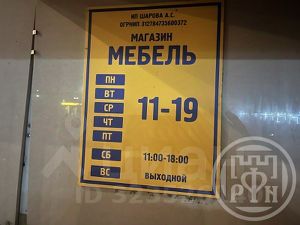 ИП ШАРОВА А.С.
ОГРНИП 312784735600372
МАГАЗИН
МЕБЕЛЬ
ПН
ВТ
СР
ЧТ
ПТ
11-19
СБ
11:00-18:00
ВС
ВЫХОДНОЙ